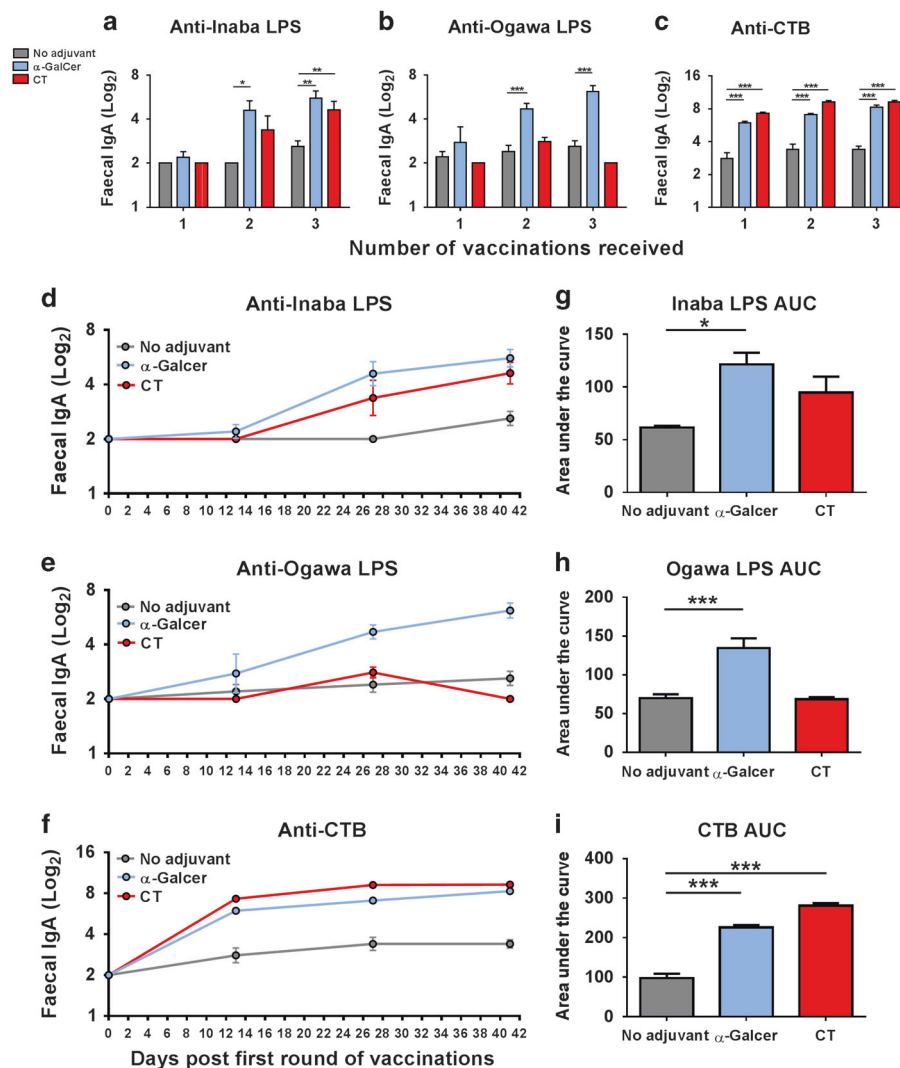 a Anti-Inaba LPS
b Anti-Ogawa LPS
c Anti-CTB
No adjuvant
α-GalCer
CT
Faecal IgA (Log2)
8
4
2
1
* ** **
1 2 3
Faecal IgA (Log2)
8
4
2
1
*** ***
1 2 3
Faecal IgA (Log2)
16
8
4
2
1
*** *** ***
*** *** ***
1 2 3
Number of vaccinations received
d Anti-Inaba LPS
No adjuvant
α-Galcer
CT
Faecal IgA (Log2)
8
4
2
1
0 2 4 6 8 10 12 14 16 18 20 22 24 26 28 30 32 34 36 38 40 42
g Inaba LPS AUC
*
Area under the curve
150
100
50
0
No adjuvant α-Galcer CT
e Anti-Ogawa LPS
No adjuvant
α-Galcer
CT
Faecal IgA (Log2)
8
4
2
1
0 2 4 6 8 10 12 14 16 18 20 22 24 26 28 30 32 34 36 38 40 42
h Ogawa LPS AUC
***
Area under the curve
200
150
100
50
0
No adjuvant α-Galcer CT
f Anti-CTB
No adjuvant
α-Galcer
CT
Faecal IgA (Log2)
16
8
4
2
1
0 2 4 6 8 10 12 14 16 18 20 22 24 26 28 30 32 34 36 38 40 42
Days post first round of vaccinations
i CTB AUC
***
***
Area under the curve
400
300
200
100
0
No adjuvant α-Galcer CT